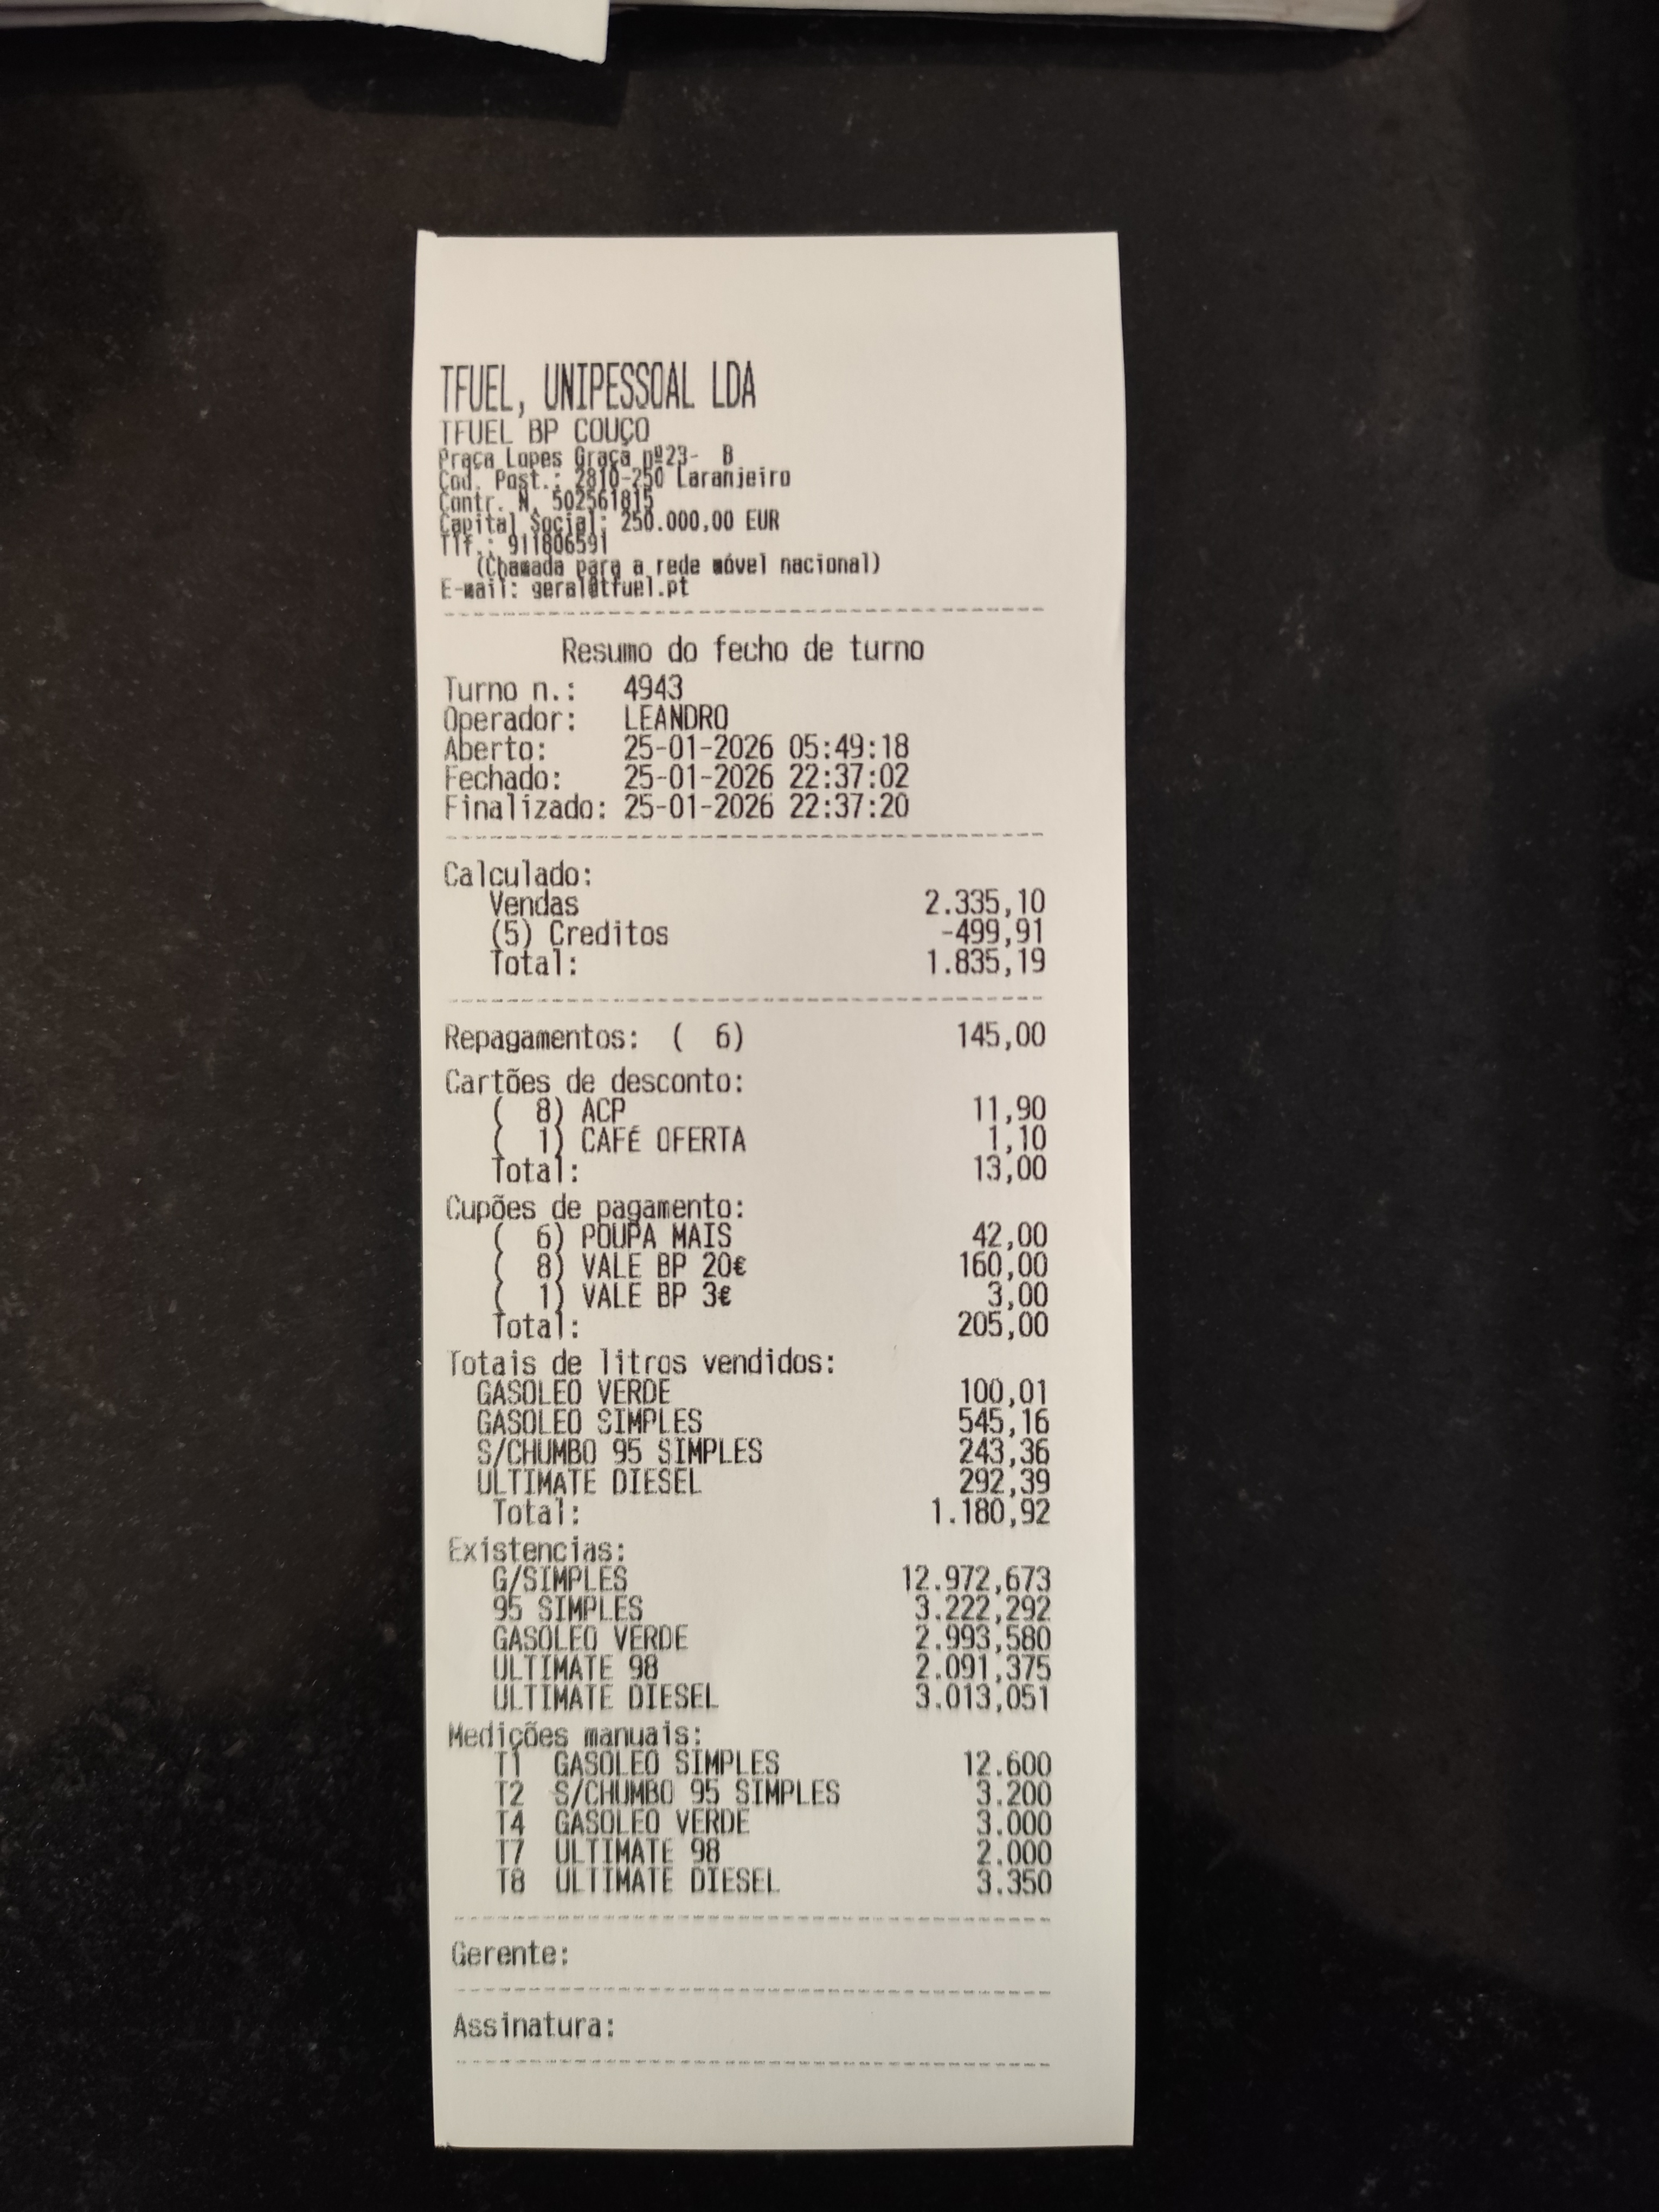 TFUEL, UNIPESSOAL LDA
TFUEL BP COUÇO
Praça Lopes Graça nº23-  B
Cod. Post.: 2810-250 Laranjeiro
Contr. N. 502561815
Capital Social: 250.000,00 EUR
Tlf.: 911806591
(Chamada para a rede móvel nacional)
E-mail: geral@tfuel.pt
Resumo do fecho de turno
Turno n.: 4943
Operador: LEANDRO
Aberto: 25-01-2026 05:49:18
Fechado: 25-01-2026 22:37:02
Finalizado: 25-01-2026 22:37:20
Calculado:
Vendas 2.335,10
(5) Creditos -499,91
Total: 1.835,19
Repagamentos: (  6) 145,00
Cartões de desconto:
(  8) ACP 11,90
(  1) CAFÉ OFERTA 1,10
Total: 13,00
Cupões de pagamento:
(  6) POUPA MAIS 42,00
(  8) VALE BP 20€ 160,00
(  1) VALE BP 3€ 3,00
Total: 205,00
Totais de litros vendidos:
GASOLEO VERDE 100,01
GASOLEO SIMPLES 545,16
S/CHUMBO 95 SIMPLES 243,36
ULTIMATE DIESEL 292,39
Total: 1.180,92
Existencias:
G/SIMPLES 12.972,673
95 SIMPLES 3.222,292
GASOLEO VERDE 2.993,580
ULTIMATE 98 2.091,375
ULTIMATE DIESEL 3.013,051
Medições manuais:
T1 GASOLEO SIMPLES 12.600
T2 S/CHUMBO 95 SIMPLES 3.200
T4 GASOLEO VERDE 3.000
T7 ULTIMATE 98 2.000
T8 ULTIMATE DIESEL 3.350
Gerente:
Assinatura: